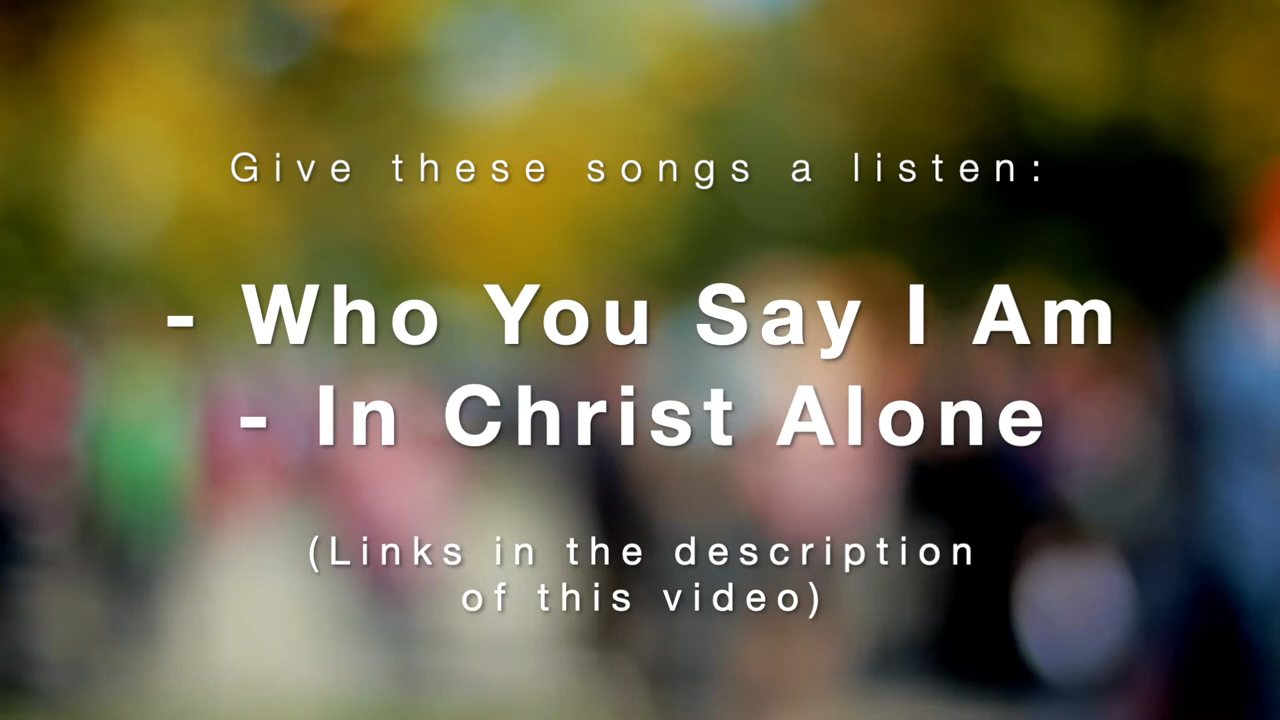 Give these songs a listen:
- Who You Say I Am
- In Christ Alone
(Links in the description
of this video)